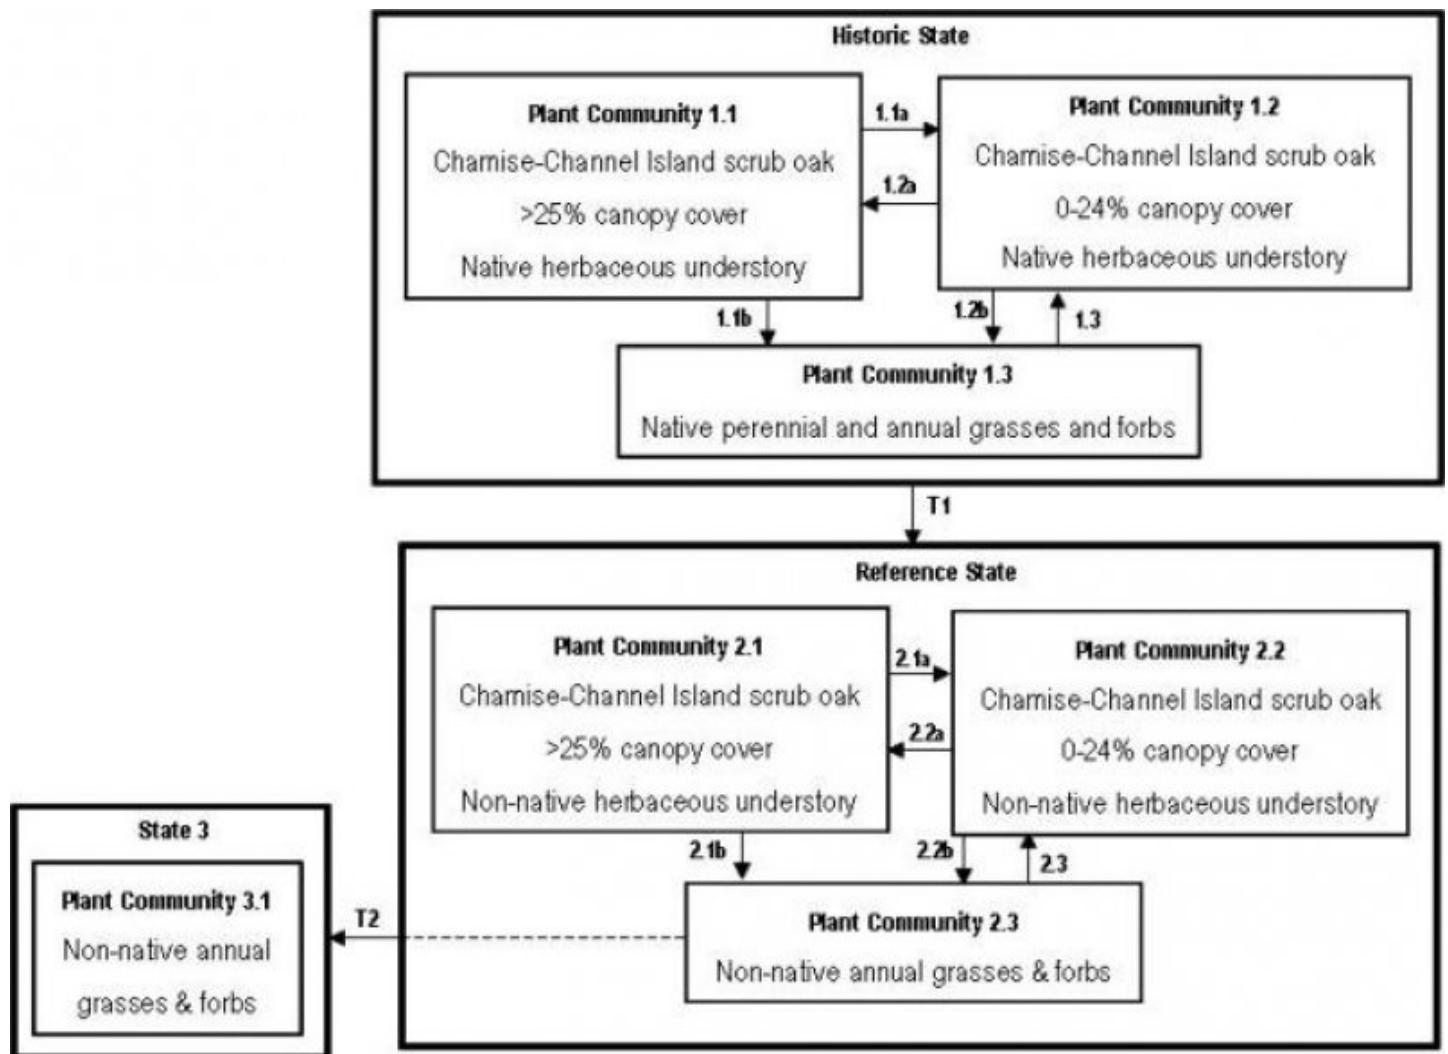 Historic State
Plant Community 1.1
Chamise-Channel Island scrub oak
>25% canopy cover
Native herbaceous understory
1.1a
1.2a
Plant Community 1.2
Chamise-Channel Island scrub oak
0-24% canopy cover
Native herbaceous understory
1.1b
1.2b
1.3
Plant Community 1.3
Native perennial and annual grasses and forbs
T1
Reference State
Plant Community 2.1
Chamise-Channel Island scrub oak
>25% canopy cover
Non-native herbaceous understory
2.1a
2.2a
Plant Community 2.2
Chamise-Channel Island scrub oak
0-24% canopy cover
Non-native herbaceous understory
2.1b
2.2b
2.3
Plant Community 2.3
Non-native annual grasses & forbs
T2
State 3
Plant Community 3.1
Non-native annual
grasses & forbs